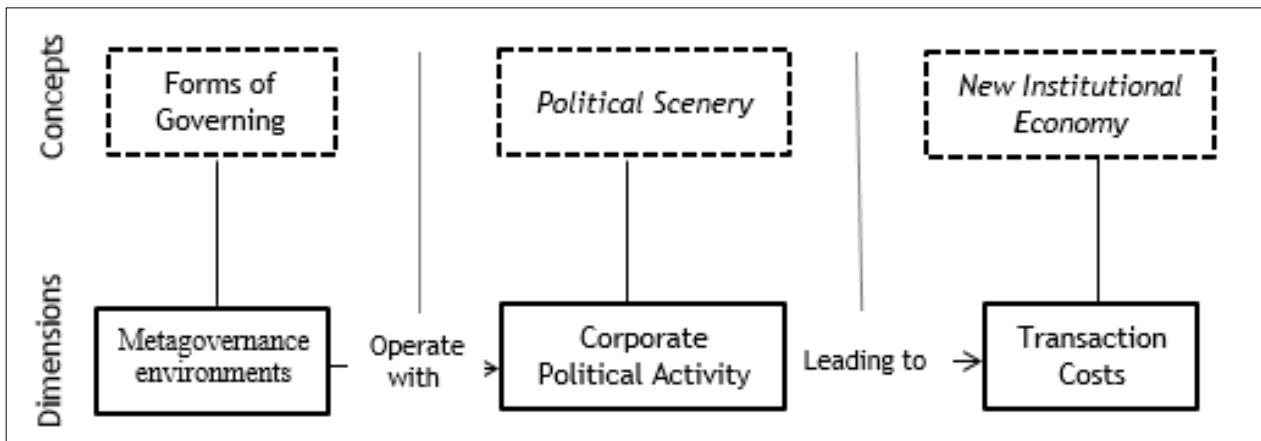 Concepts
Forms of
Governing
Political Scenery
New Institutional
Economy
Dimensions
Metagovernance
environments
Operate
with
Corporate
Political Activity
Leading to
Transaction
Costs